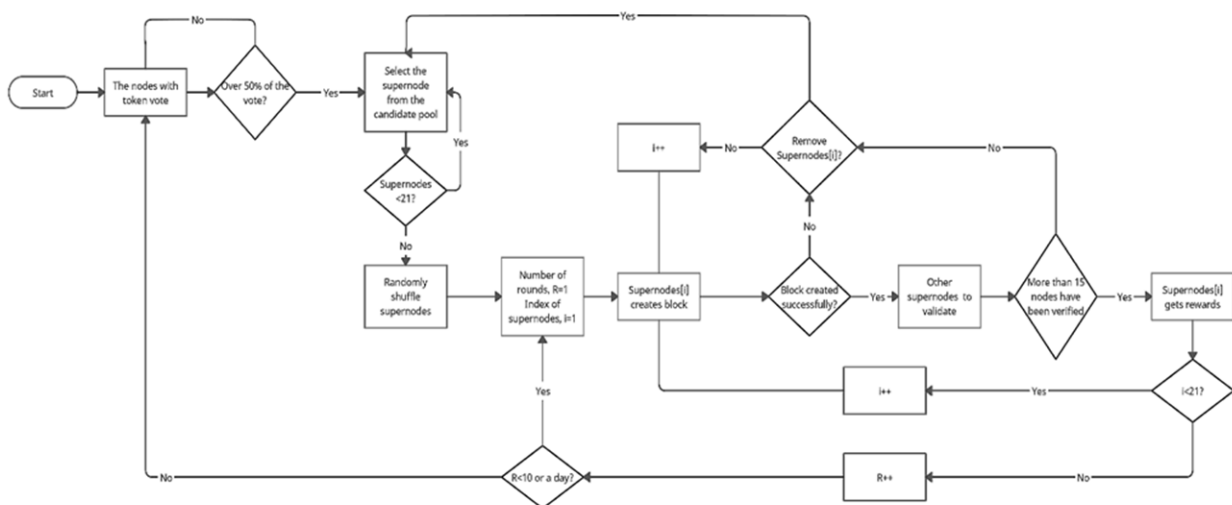 Yes
No
Start
The nodes with
token vote
Over 50% of the
vote?
Yes
Select the
supernode
from the
candidate pool
Yes
Supernodes
<21?
No
Randomly
shuffle
supernodes
Number of
rounds, R=1
Index of
supernodes, i=1
i++
No
Remove
Supernodes[i]?
No
No
Supernodes[i]
creates block
Block created
successfully?
Yes
Other
supernodes to
validate
More than 15
nodes have
been verified
Yes
Supernodes[i]
gets rewards
Yes
i++
Yes
i<21?
No
R<10 or a day?
R++
No